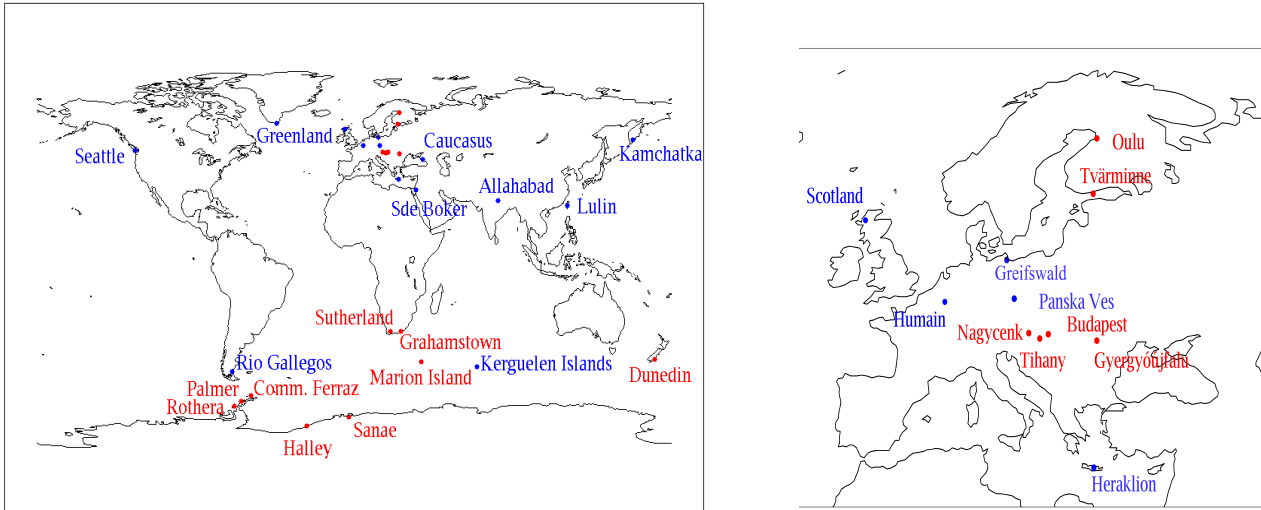 Greenland
Caucasus
Seattle
Kamchatka
Allahabad
Sde Boker
Lulin
Sutherland
Grahamstown
Rio Gallegos
Kerguelen Islands
Marion Island
Dunedin
Palmer
Comm. Ferraz
Rothera
Sanae
Halley
Oulu
Tvärminne
Scotland
Greifswald
Panska Ves
Humain
Nagycenk
Budapest
Tihany
Gyergyóújfalu
Heraklion